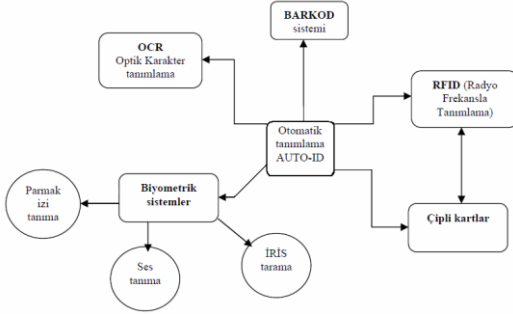 BARKOD
sistemi
OCR
Optik Karakter
tanımlama
RFID (Radyo
Frekansla
Tanımlama)
Otomatik
tanımlama
AUTO-ID
Parmak
izi
tanıma
Biyometrik
sistemler
Çipli kartlar
Ses
tanıma
İRİS
tarama